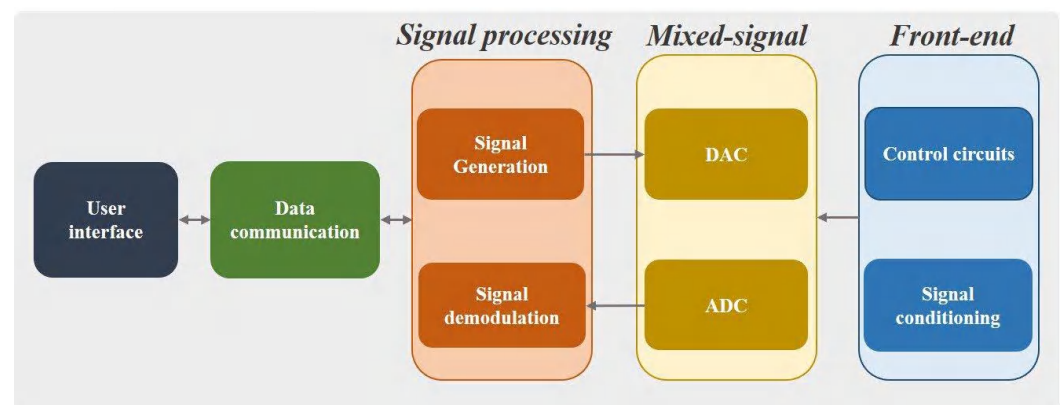 Signal processing
Mixed-signal
Front-end
User
interface
Data
communication
Signal
Generation
DAC
Control circuits
Signal
demodulation
ADC
Signal
conditioning